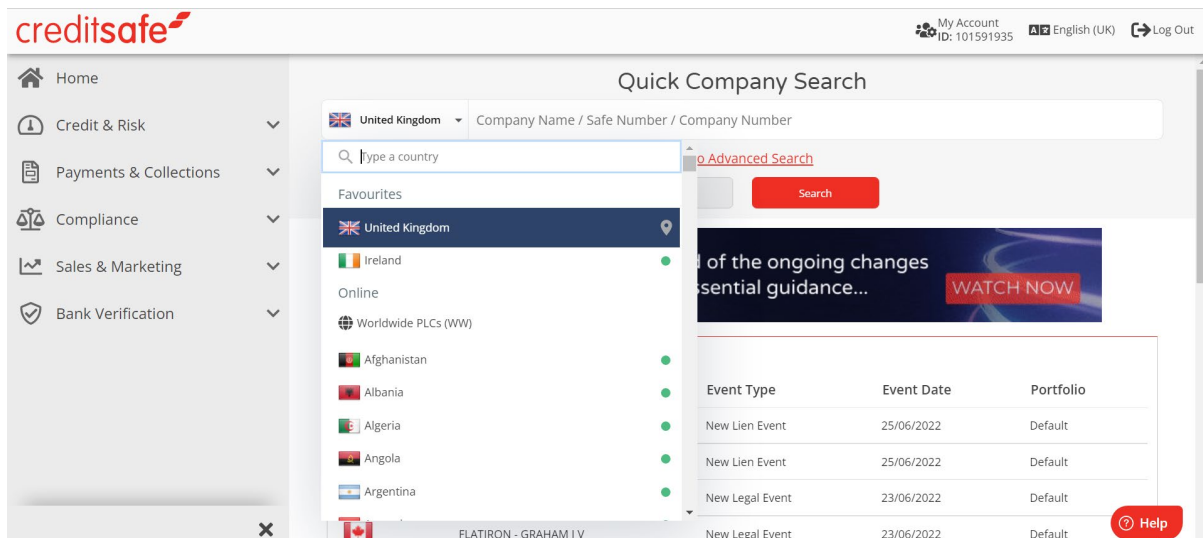 creditsafe
My Account
ID: 101591935
English (UK)
Log Out
Home
Credit & Risk
Payments & Collections
Compliance
Sales & Marketing
Bank Verification
Quick Company Search
United Kingdom
Company Name / Safe Number / Company Number
Type a country
o Advanced Search
Search
Favourites
United Kingdom
Ireland
Online
Worldwide PLCs (WW)
Afghanistan
Albania
Algeria
Angola
Argentina
of the ongoing changes
ssential guidance...
WATCH NOW
Event Type Event Date Portfolio
New Lien Event 25/06/2022 Default
New Lien Event 25/06/2022 Default
New Legal Event 23/06/2022 Default
FLATIRON - GRAHAM I V New Legal Event 23/06/2022 Default
Help